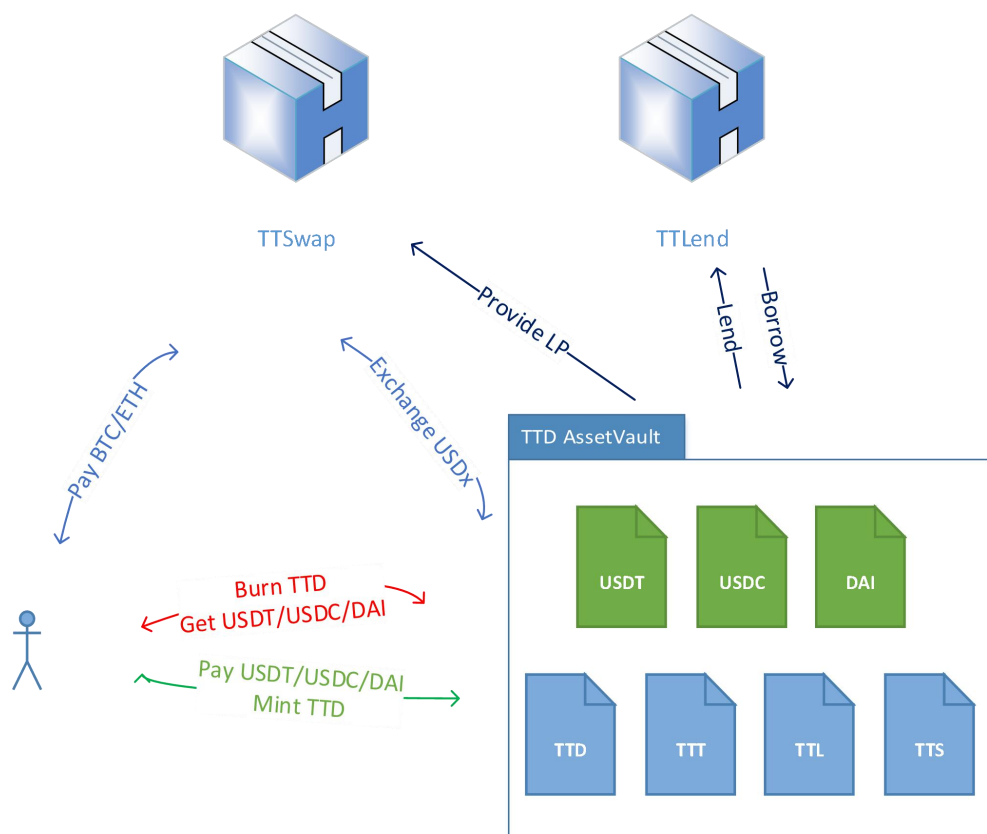 TTSwap
TTLend
Provide LP
Lend
Borrow
Pay BTC/ETH
Exchange USDx
TTD AssetVault
USDT
USDC
DAI
Burn TTD
Get USDT/USDC/DAI
Pay USDT/USDC/DAI
Mint TTD
TTD
TTT
TTL
TTS